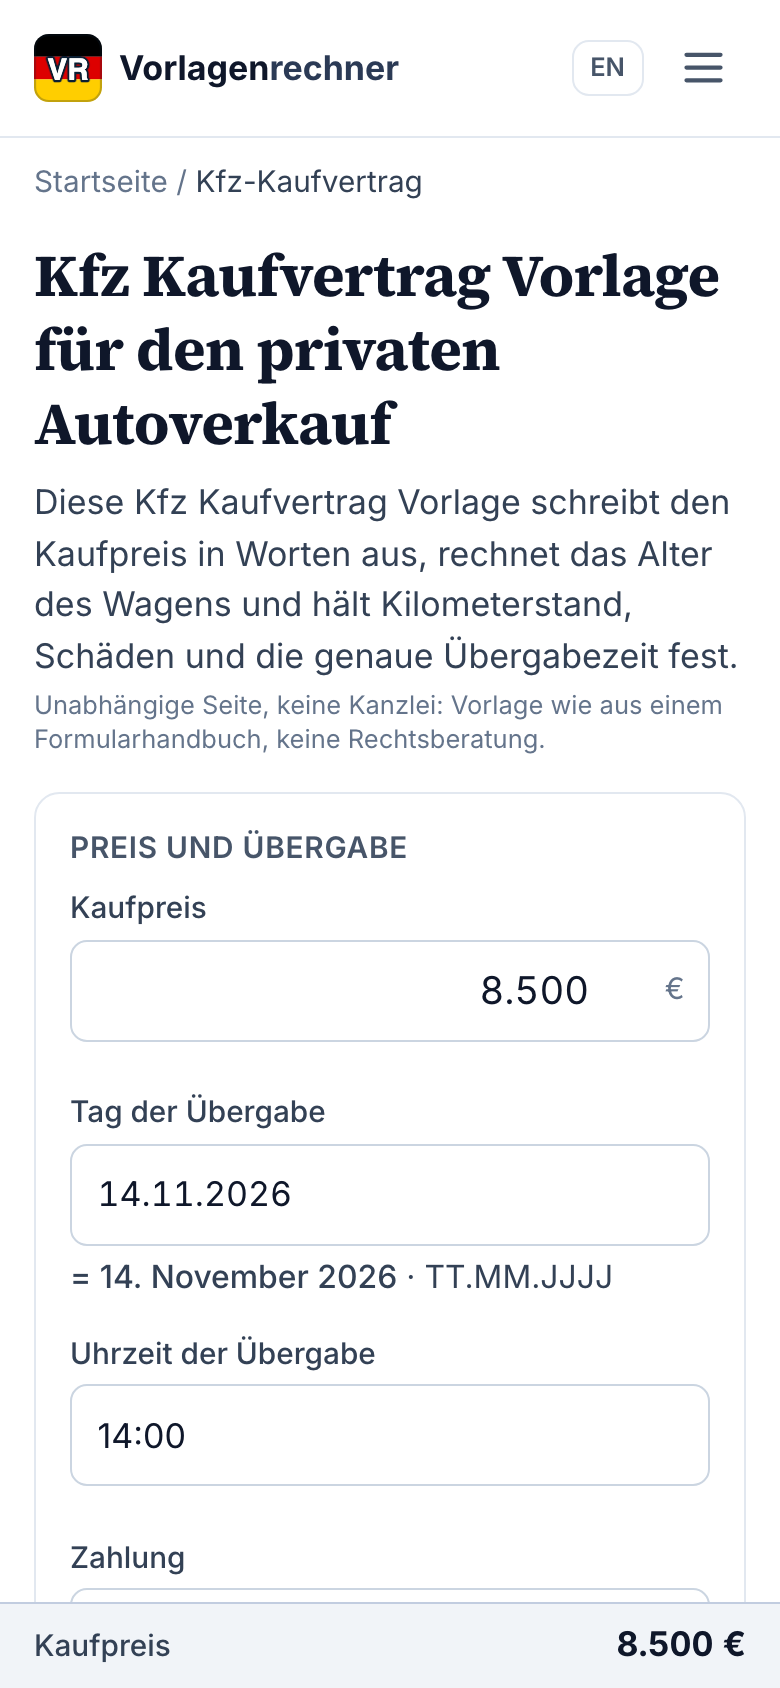 VR Vorlagenrechner EN
Startseite / Kfz-Kaufvertrag
Kfz Kaufvertrag Vorlage
für den privaten
Autoverkauf
Diese Kfz Kaufvertrag Vorlage schreibt den
Kaufpreis in Worten aus, rechnet das Alter
des Wagens und hält Kilometerstand,
Schäden und die genaue Übergabezeit fest.
Unabhängige Seite, keine Kanzlei: Vorlage wie aus einem
Formularhandbuch, keine Rechtsberatung.
PREIS UND ÜBERGABE
Kaufpreis
8.500 €
Tag der Übergabe
14.11.2026
= 14. November 2026 · TT.MM.JJJJ
Uhrzeit der Übergabe
14:00
Zahlung
Kaufpreis 8.500 €